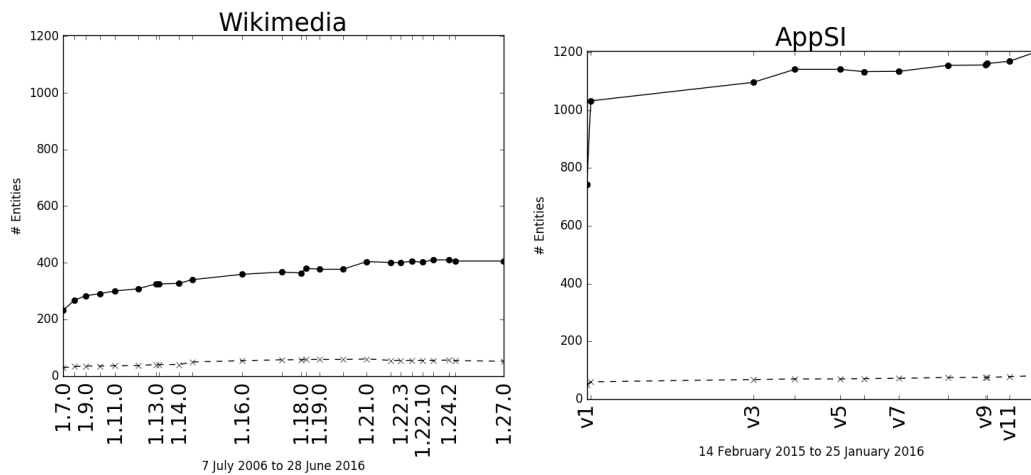 Wikimedia
1200
1000
800
600
400
200
0
# Entities
1.7.0
1.9.0
1.11.0
1.13.0
1.14.0
1.16.0
1.18.0
1.19.0
1.21.0
1.22.3
1.22.10
1.24.2
1.27.0
7 July 2006 to 28 June 2016
AppSI
1200
1000
800
600
400
200
0
# Entities
v1
v3
v5
v7
v9
v11
14 February 2015 to 25 January 2016